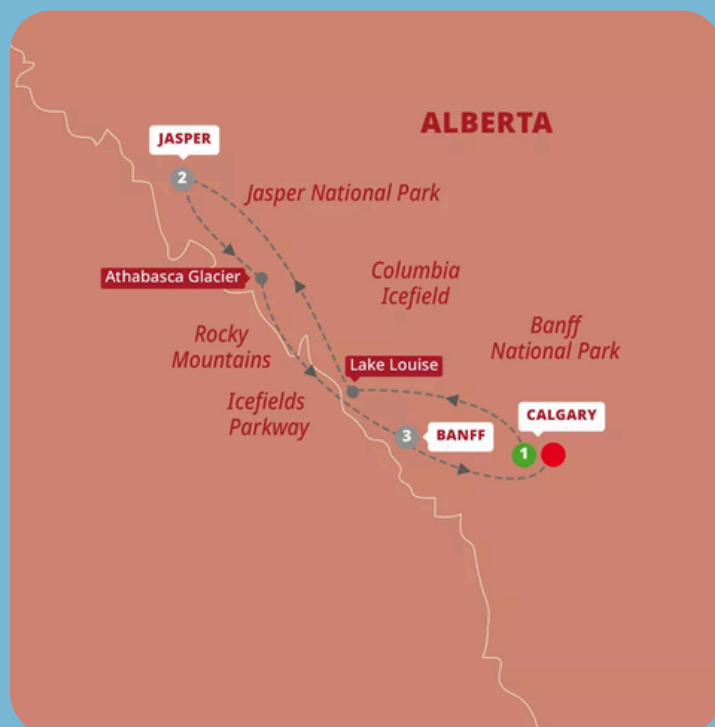 ALBERTA
JASPER
2
Jasper National Park
Athabasca Glacier
Columbia
Icefield
Rocky
Mountains
Banff
National Park
Lake Louise
Icefields
Parkway
CALGARY
3
BANFF
1